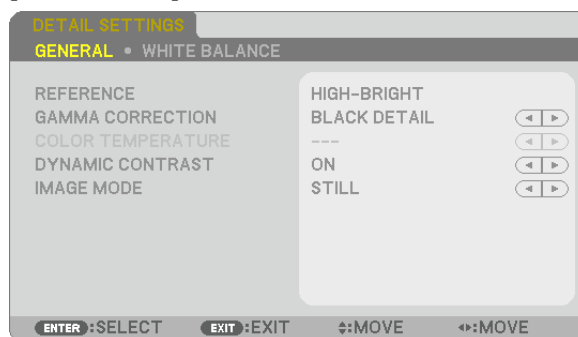 DETAIL SETTINGS
GENERAL • WHITE BALANCE
REFERENCE HIGH-BRIGHT
GAMMA CORRECTION BLACK DETAIL
COLOR TEMPERATURE ---
DYNAMIC CONTRAST ON
IMAGE MODE STILL
ENTER:SELECT EXIT:EXIT :MOVE :MOVE